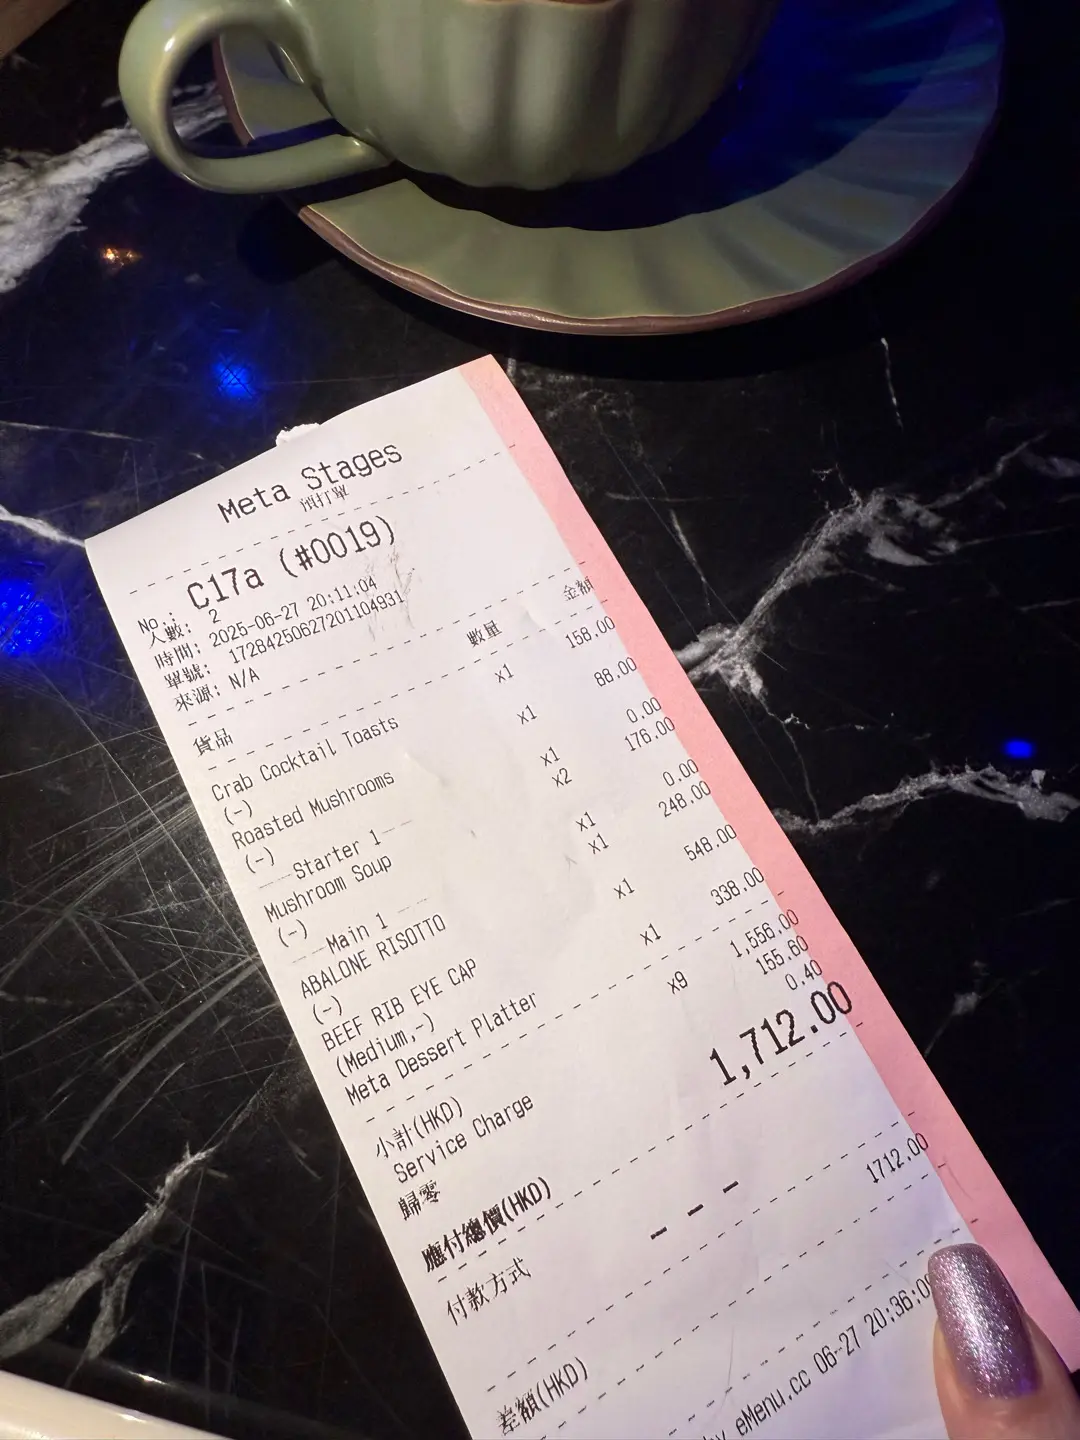 Meta Stages
預打單
No.: C17a (#0019)
人數: 2
時間: 2025-06-27 20:11:04
單號: 17284250627201104931
來源: N/A
貨品 數量 金額
Crab Cocktail Toasts x1 158.00
(-)
Roasted Mushrooms x1 88.00
(-)
----Starter 1---- x1 0.00
Mushroom Soup x2 176.00
(-)
----Main 1 ---- x1 0.00
ABALONE RISOTTO x1 248.00
(-)
BEEF RIB EYE CAP x1 548.00
(Medium,-)
Meta Dessert Platter x1 338.00
小計(HKD) x9 1,556.00
Service Charge 155.60
歸零 0.40
應付總價(HKD) 1,712.00
付款方式 ---
差額(HKD) 1712.00
by eMenu.cc 06-27 20:36:0